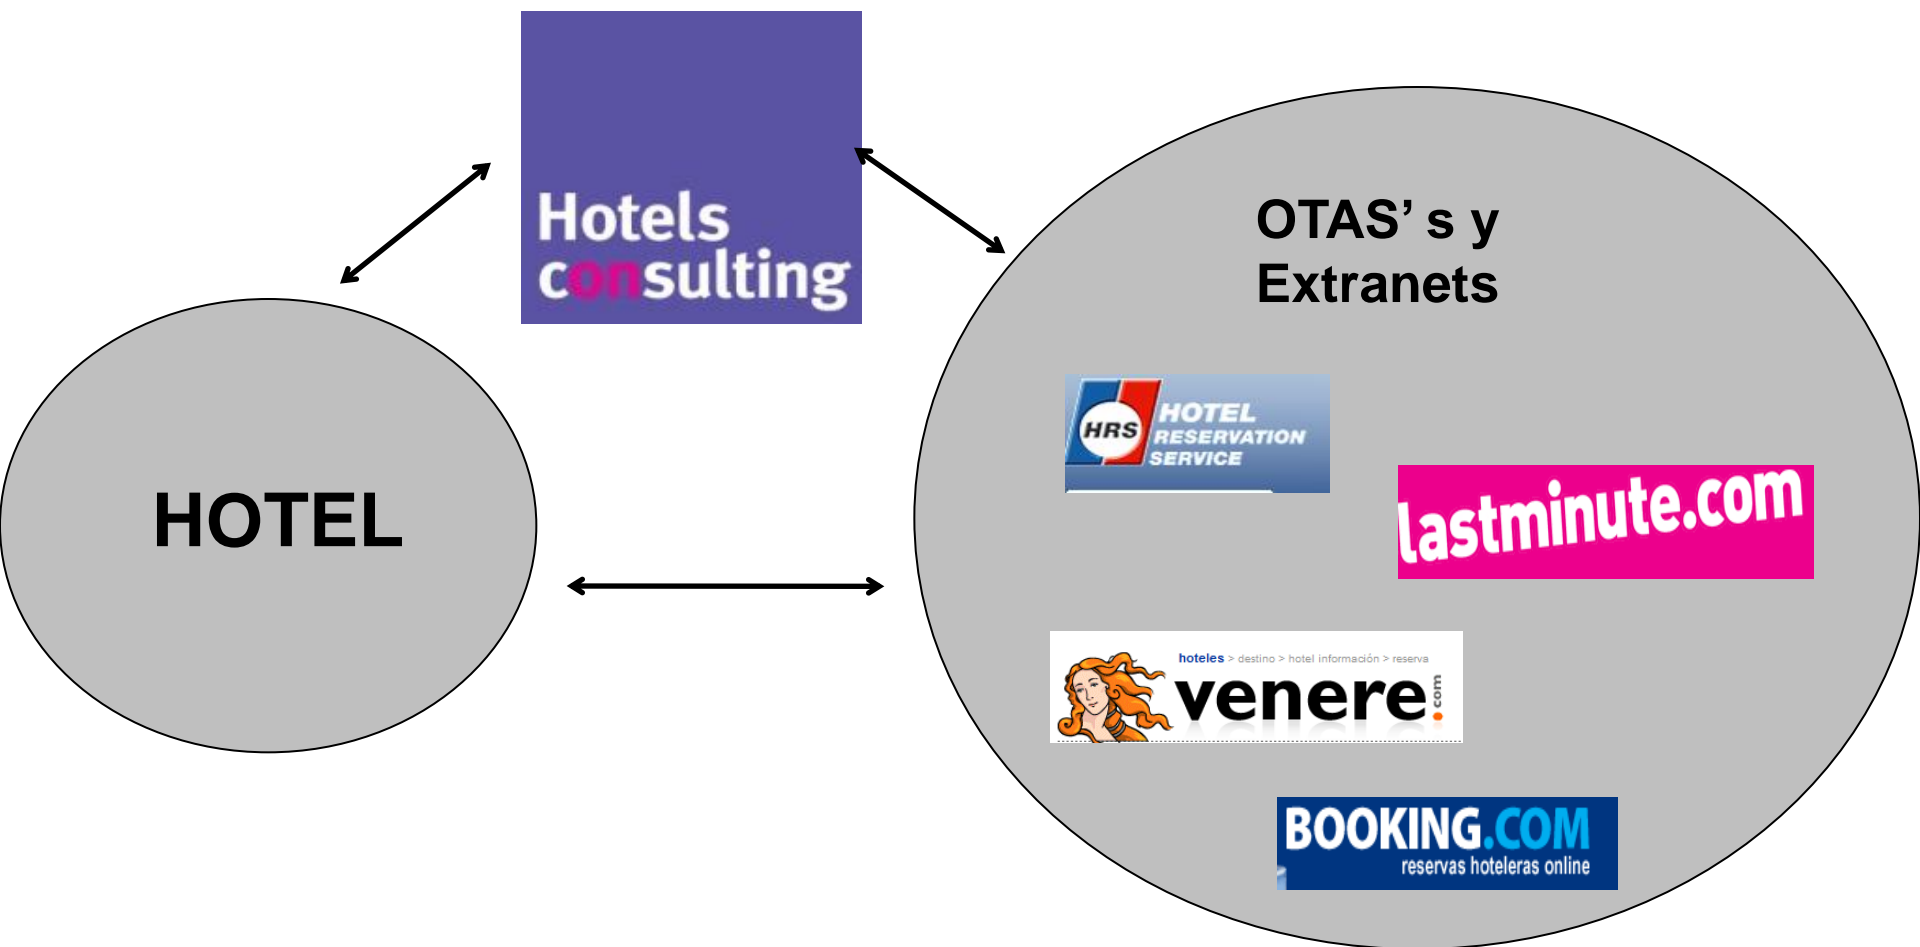 Hotels
consulting
OTAS’ s y
Extranets
HOTEL
HRS
HOTEL
RESERVATION
SERVICE
lastminute.com
hoteles > destino > hotel información > reserva
venere.com
BOOKING.COM
reservas hoteleras online